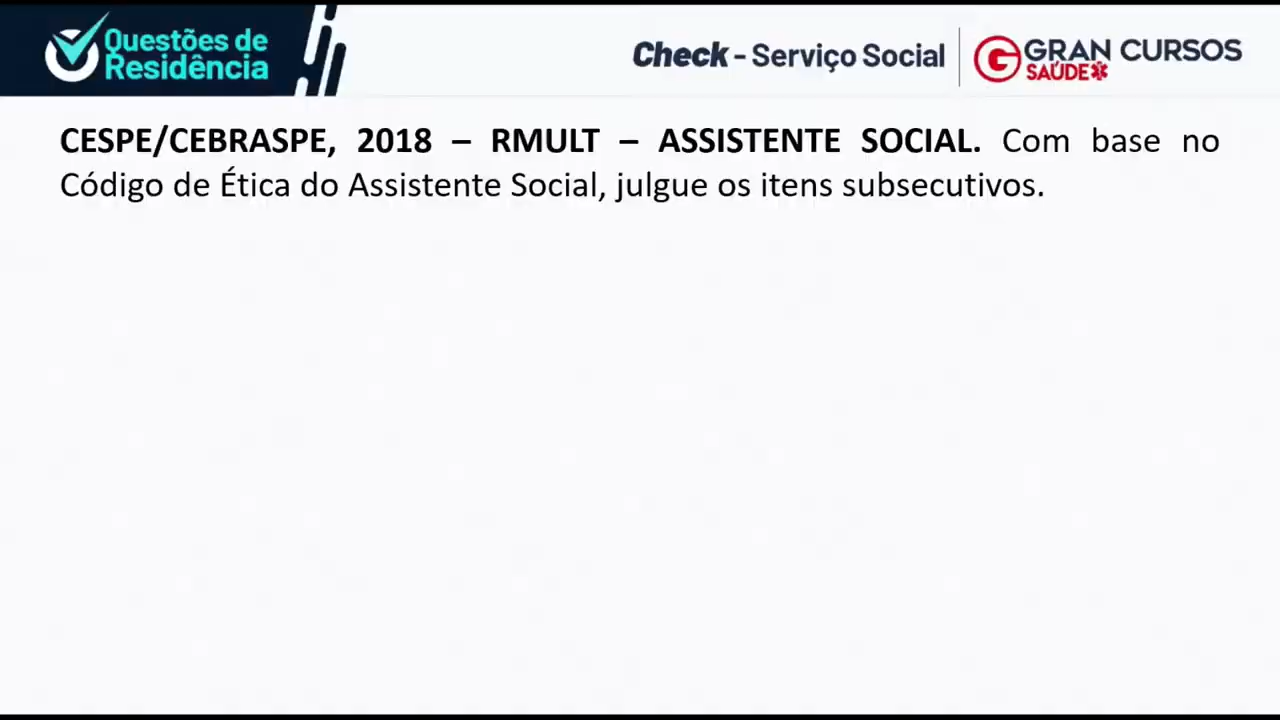 Questões de
Residência
Check - Serviço Social
GRAN CURSOS
SAÚDE
CESPE/CEBRASPE, 2018 – RMULT – ASSISTENTE SOCIAL. Com base no
Código de Ética do Assistente Social, julgue os itens subsecutivos.